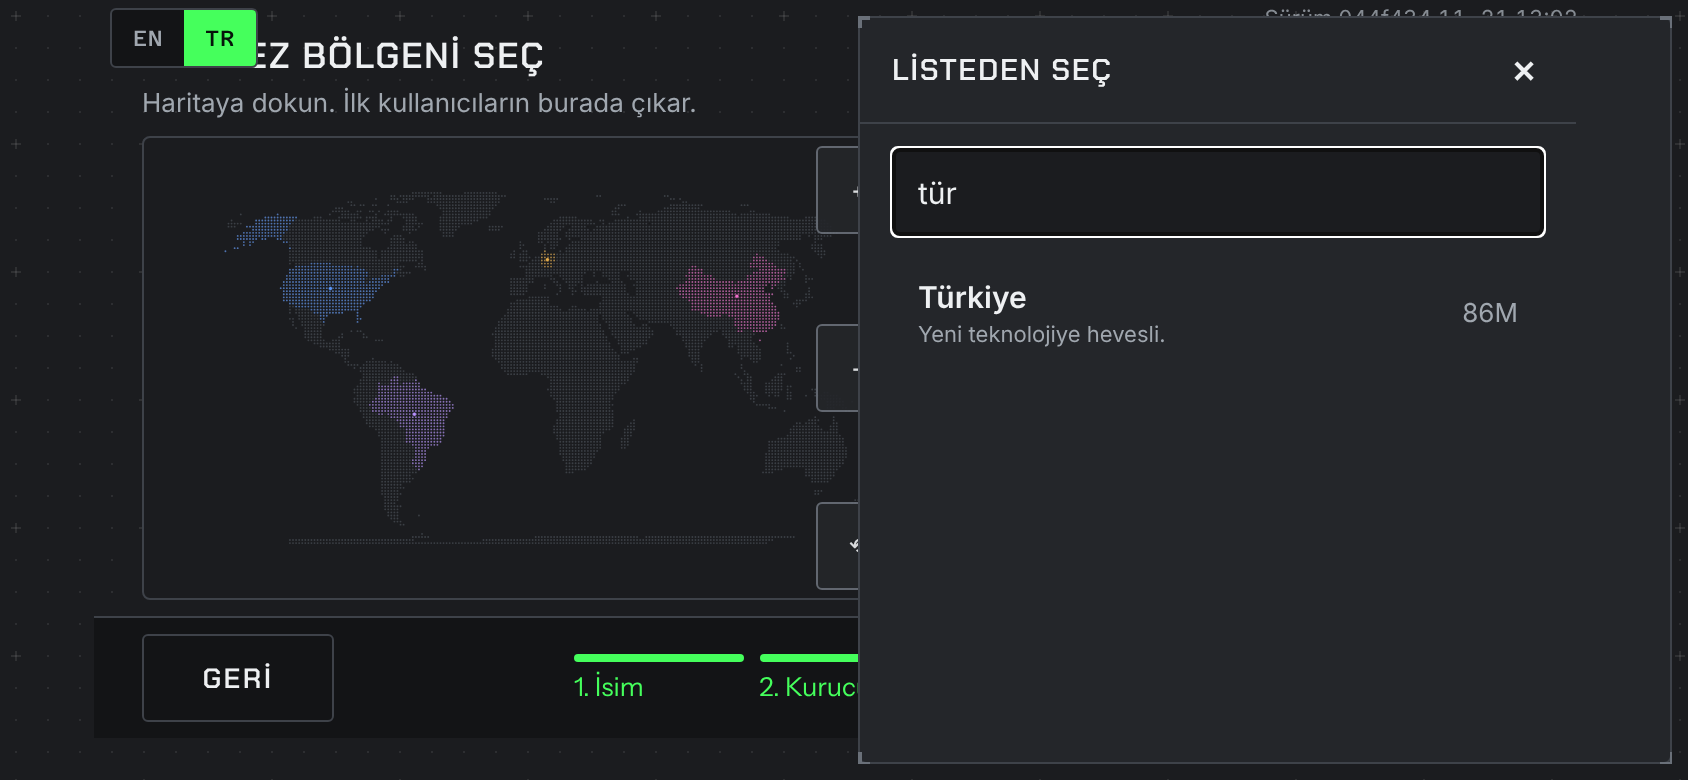 EN
TR
EZ BÖLGENİ SEÇ
Haritaya dokun. İlk kullanıcıların burada çıkar.
GERİ
1. İsim
2. Kurucu
LİSTEDEN SEÇ
×
tür
Türkiye
Yeni teknolojiye hevesli.
86M